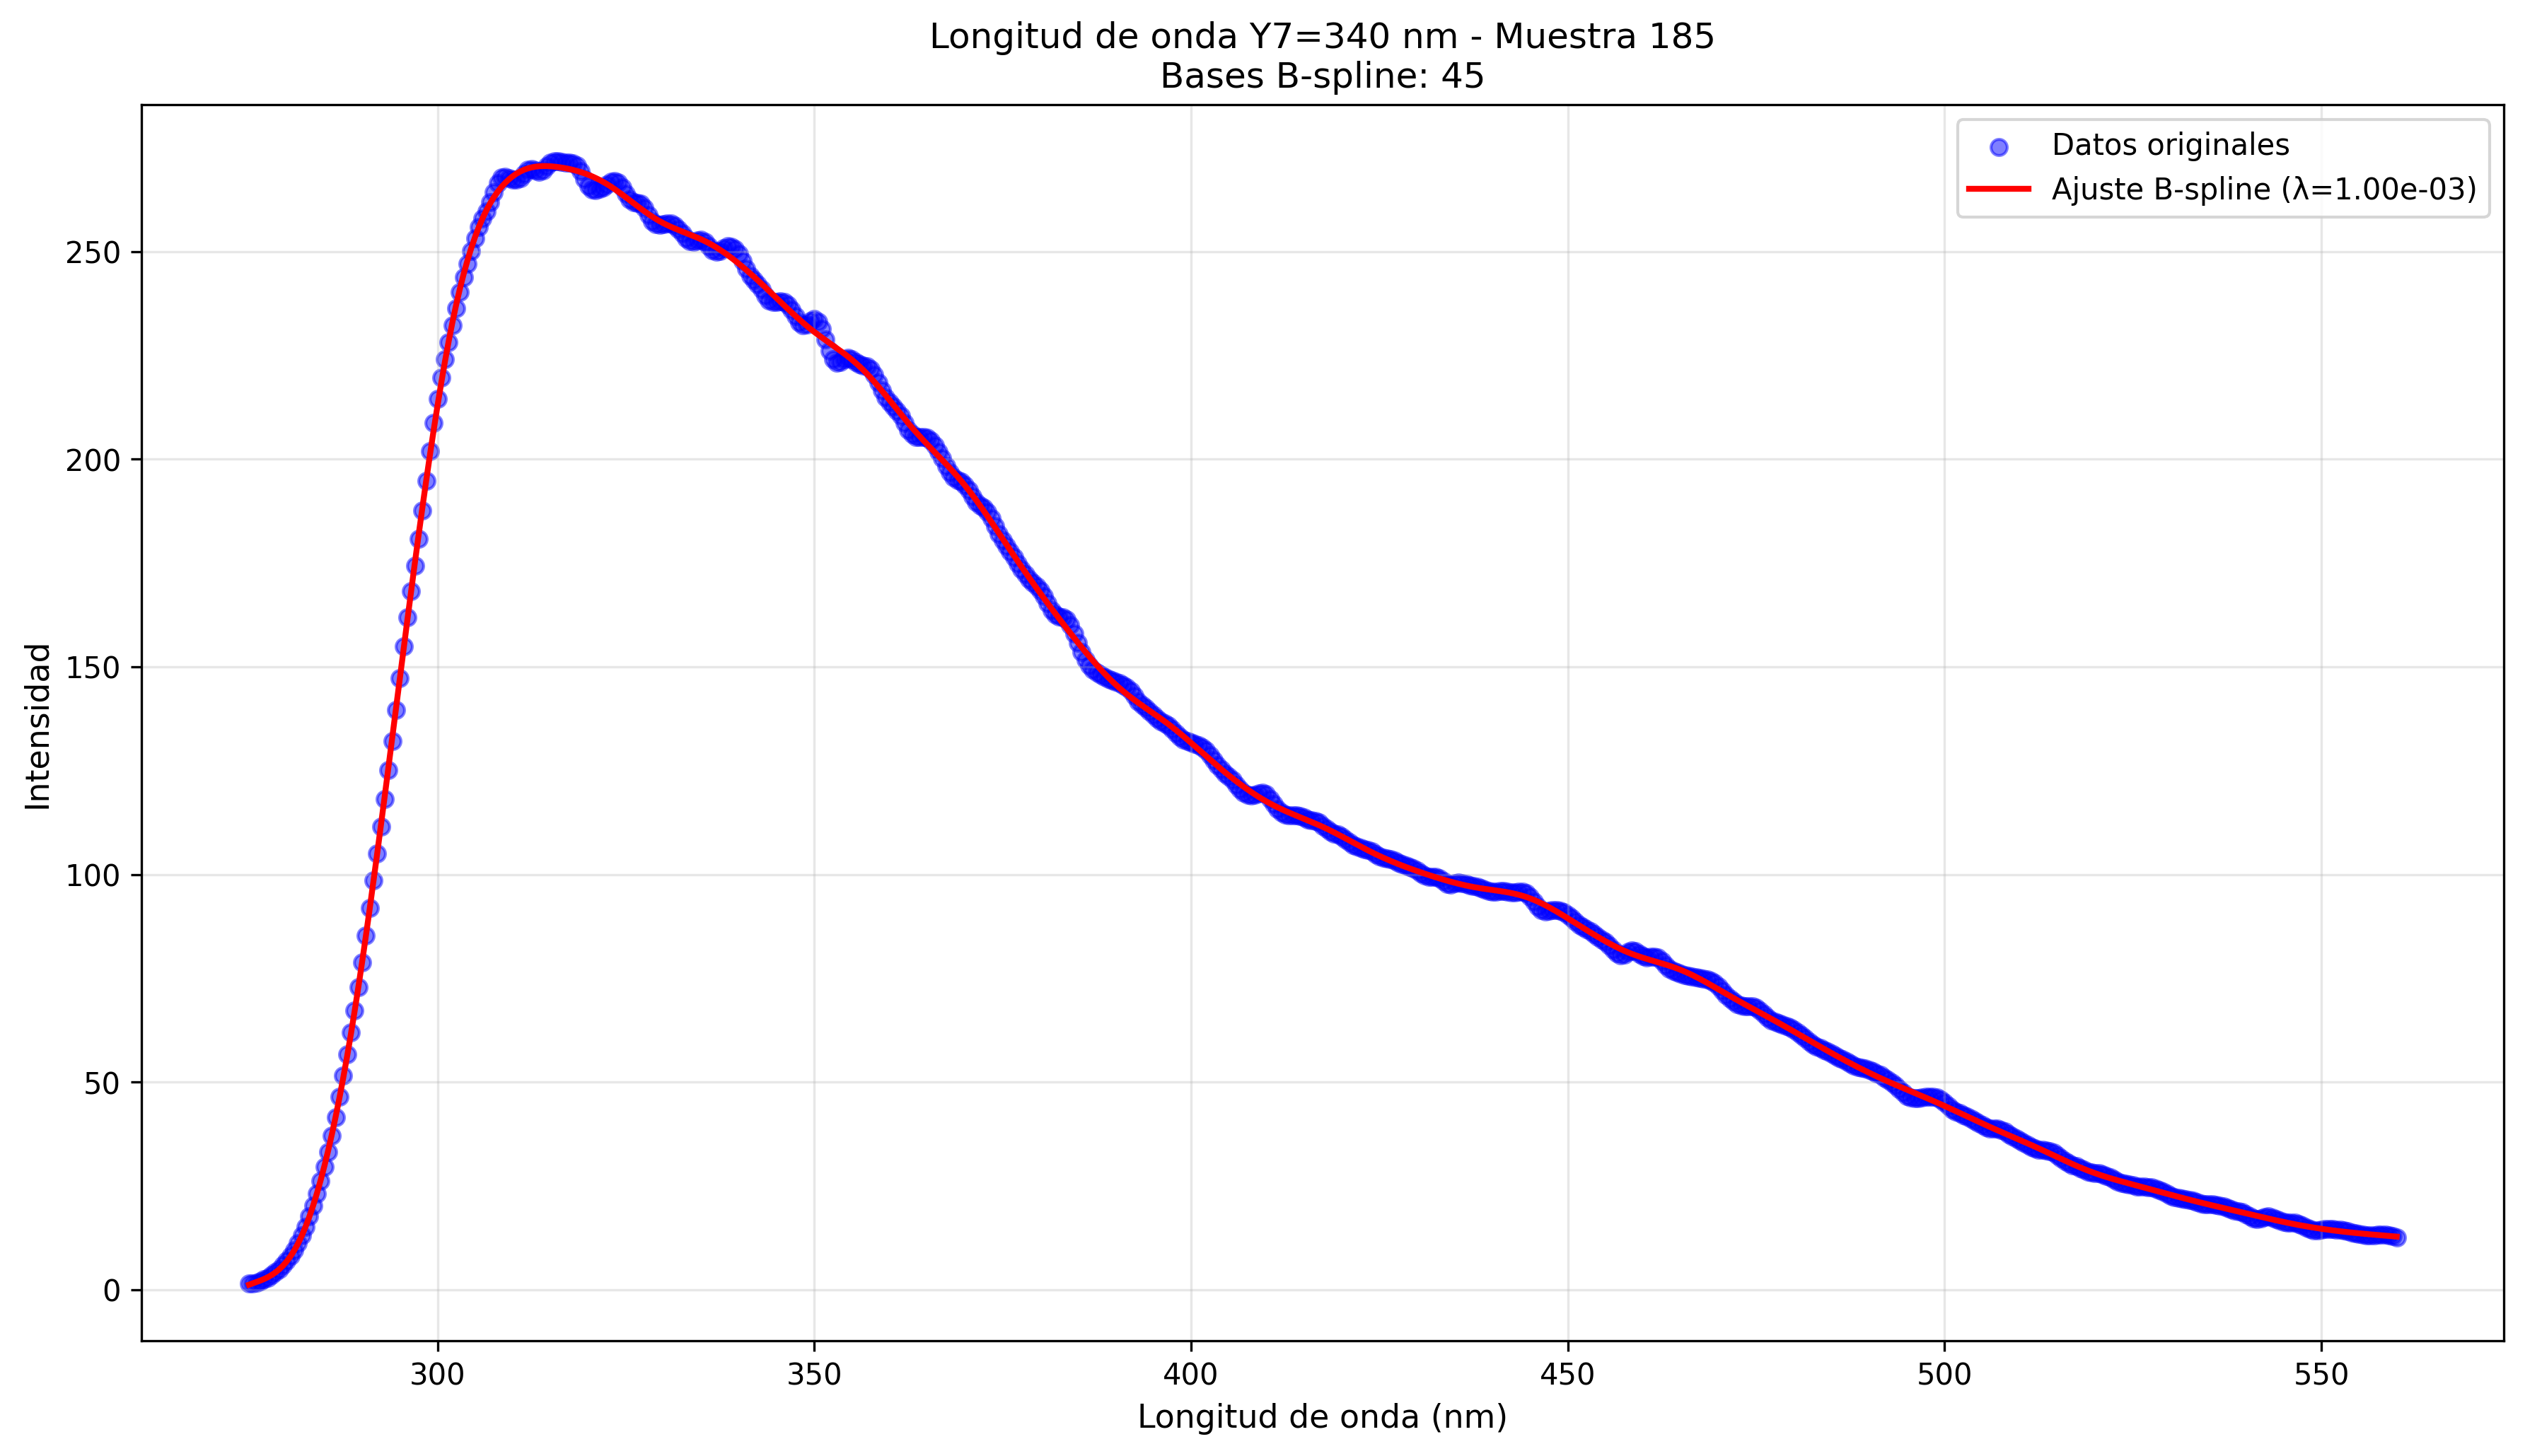 Longitud de onda Y7=340 nm - Muestra 185
Bases B-spline: 45
Datos originales
Ajuste B-spline (λ=1.00e-03)
Intensidad
250
200
150
100
50
0
300 350 400 450 500 550
Longitud de onda (nm)